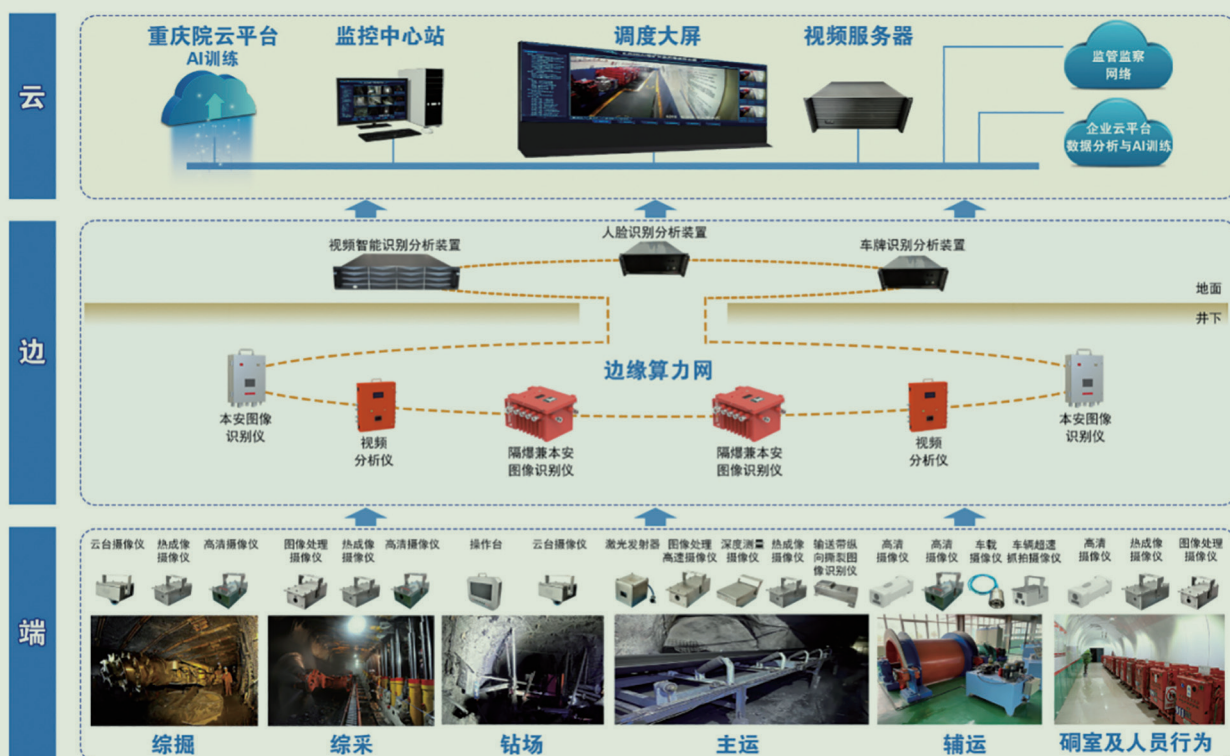 云
重庆院云平台
AI训练
监控中心站
调度大屏
视频服务器
监管监察
网络
企业云平台
数据分析与AI训练
边
视频智能识别分析装置
人脸识别分析装置
车牌识别分析装置
地面
井下
边缘算力网
本安图像
识别仪
视频
分析仪
隔爆兼本安
图像识别仪
隔爆兼本安
图像识别仪
视频
分析仪
本安图像
识别仪
端
云台摄像仪
热成像
摄像仪
高清摄像仪
图像处理
摄像仪
热成像
摄像仪
高清摄像仪
操作台
云台摄像仪
激光发射器
图像处理
高速摄像仪
深度测量
摄像仪
热成像
摄像仪
输送带纵
向撕裂图
像识别仪
高清
摄像仪
高清
摄像仪
车载
摄像仪
车辆超速
抓拍摄像仪
高清
摄像仪
热成像
摄像仪
图像处理
摄像仪
综掘
综采
钻场
主运
辅运
硐室及人员行为